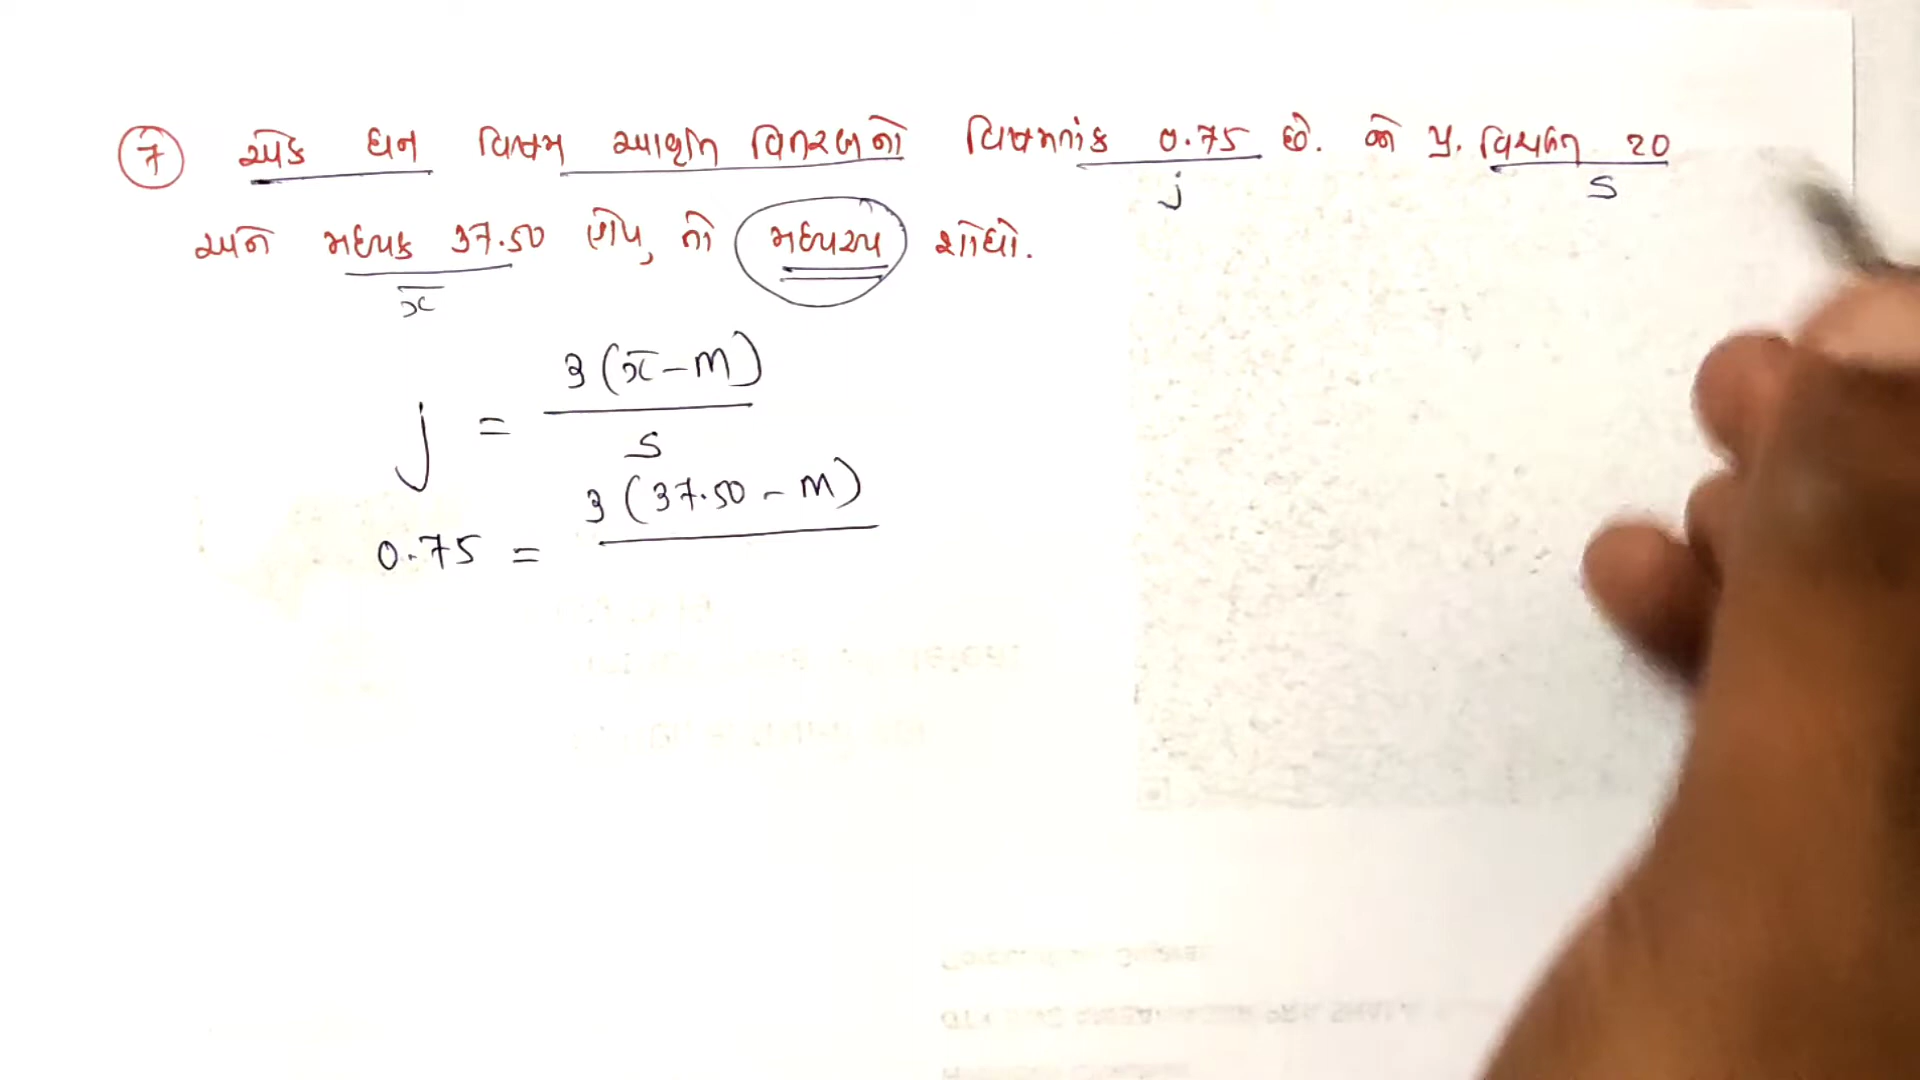 7 એક ધન વિષમ આવૃત્તિ વિતરણનો વિષમતાંક 0.75 છે. જો પ્ર. વિચલન 20
j S
અને મધ્યક 37.50 હોય, તો મધ્યસ્થ શોધો.
x̄
j = 3(x̄-M) / S
0.75 = 3(37.50 - M)